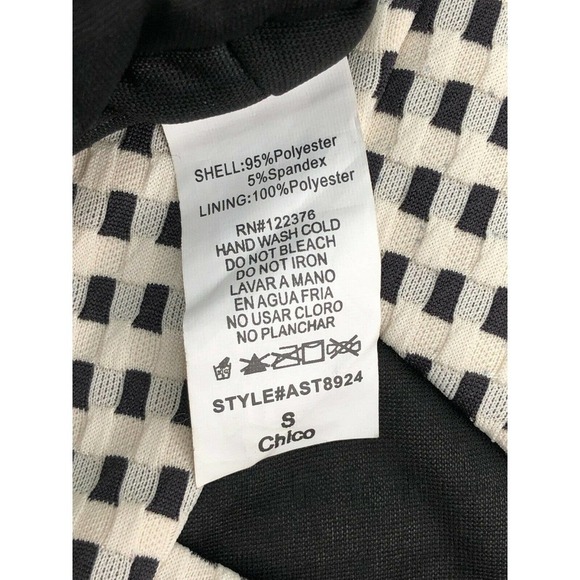 SHELL:95%Polyester
5%Spandex
LINING:100%Polyester
RN#122376
HAND WASH COLD
DO NOT BLEACH
DO NOT IRON
LAVAR A MANO
EN AGUA FRIA
NO USAR CLORO
NO PLANCHAR
STYLE#AST8924
S
Chico